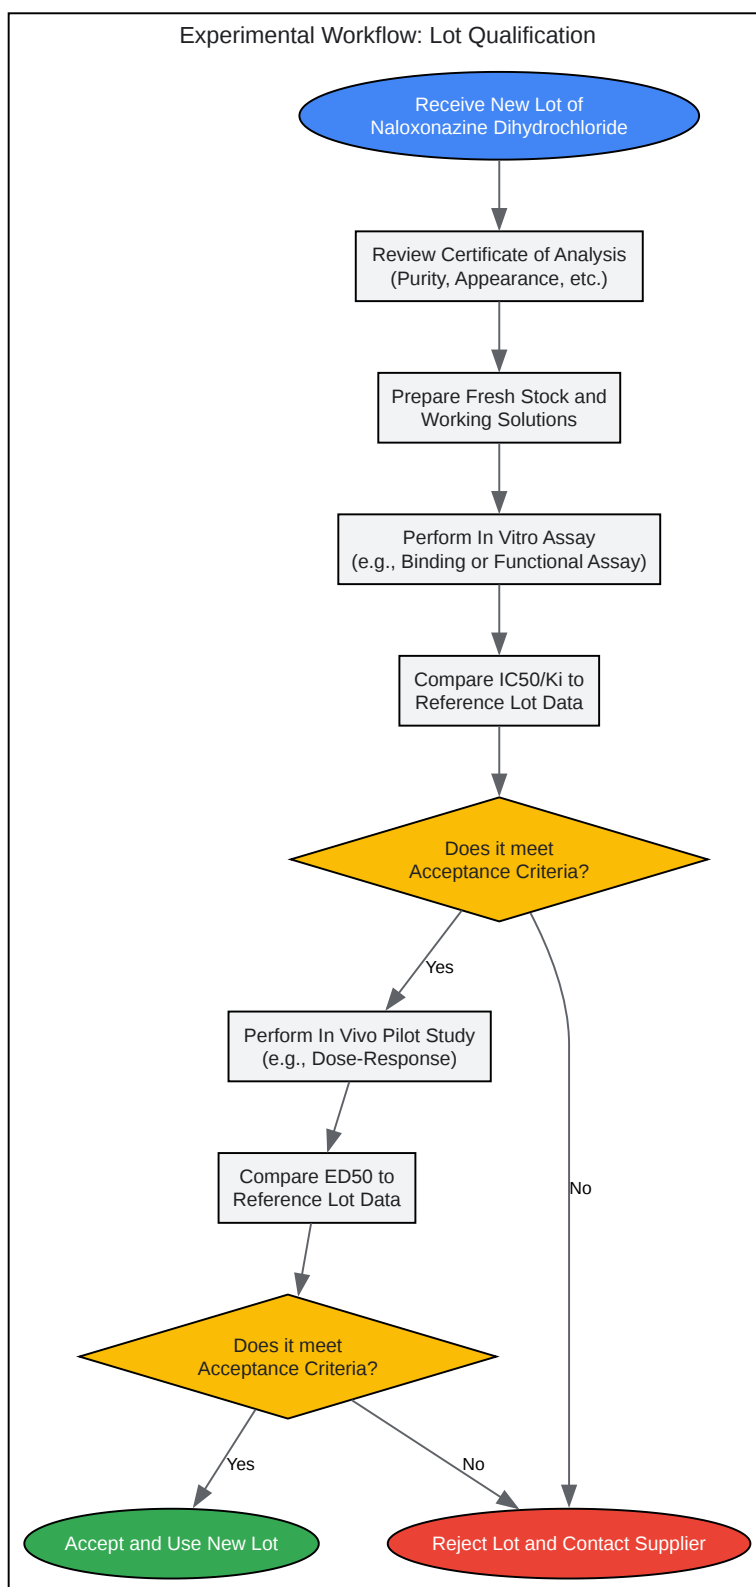 Experimental Workflow: Lot Qualification
Receive New Lot of
Naloxonazine Dihydrochloride
Review Certificate of Analysis
(Purity, Appearance, etc.)
Prepare Fresh Stock and
Working Solutions
Perform In Vitro Assay
(e.g., Binding or Functional Assay)
Compare IC50/Ki to
Reference Lot Data
Does it meet
Acceptance Criteria?
Yes
Perform In Vivo Pilot Study
(e.g., Dose-Response)
Compare ED50 to
Reference Lot Data
No
Does it meet
Acceptance Criteria?
Yes
No
Accept and Use New Lot
Reject Lot and Contact Supplier